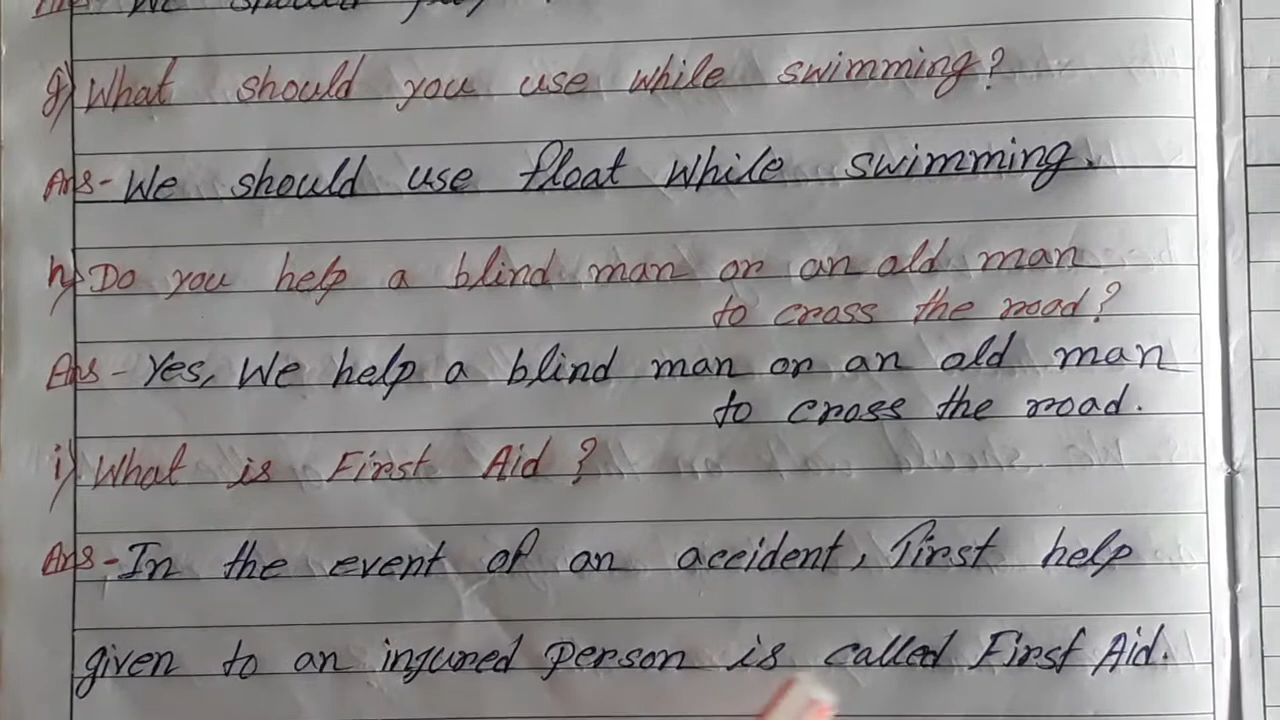 We should
g) What should you use while swimming?
Ans- We should use float while swimming.
h) Do you help a blind man or an old man
to cross the road?
Ans- Yes, We help a blind man or an old man
to cross the road.
i) What is First Aid ?
Ans- In the event of an accident, first help
given to an injured person is called First Aid.